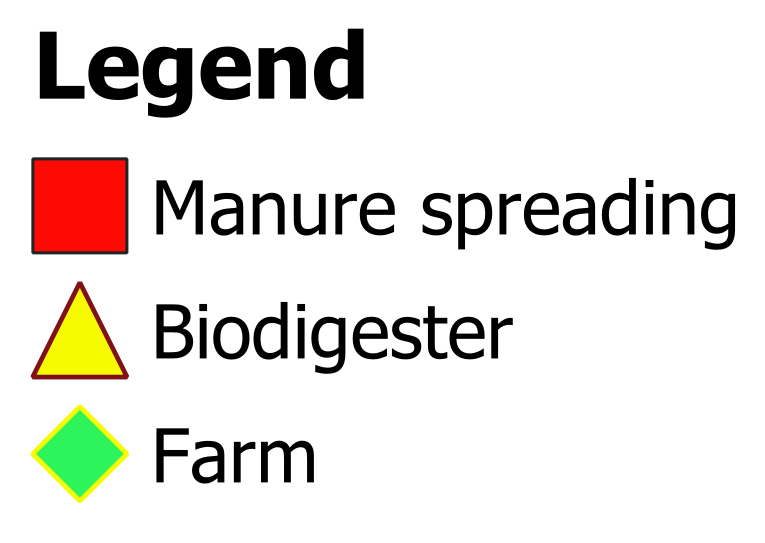 Legend
Manure spreading
Biodigester
Farm